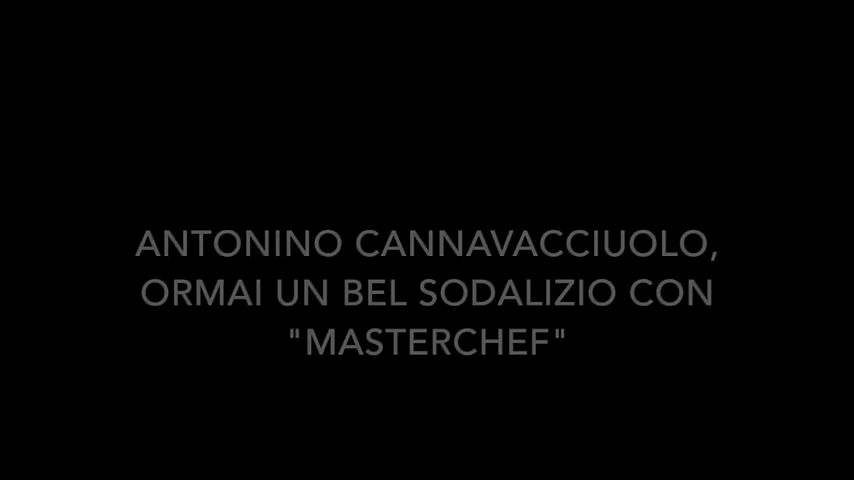 ANTONINO CANNAVACCIUOLO,
ORMAI UN BEL SODALIZIO CON
"MASTERCHEF"